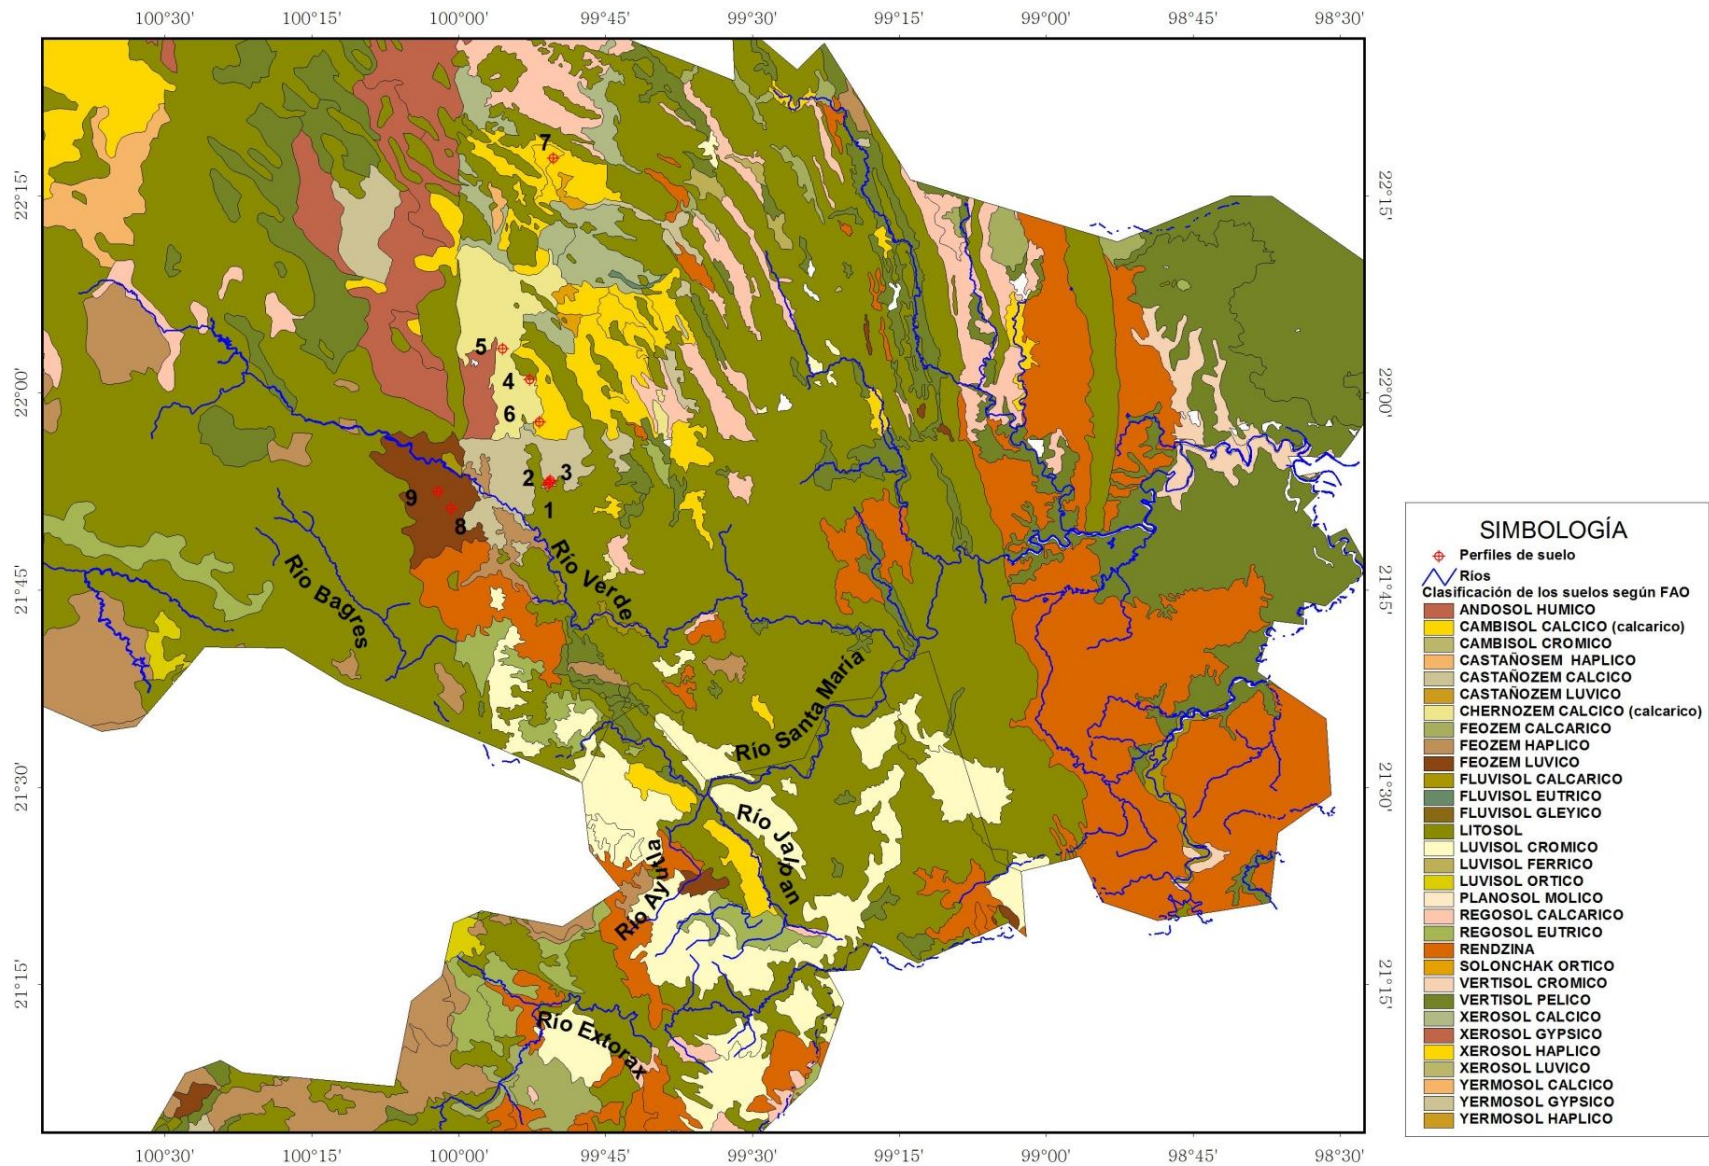 100°30' 100°15' 100°00' 99°45' 99°30' 99°15' 99°00' 98°45' 98°30'
22°15' 22°15'
22°00' 22°00'
21°45' 21°45'
21°30' 21°30'
21°15' 21°15'
7
5
4
6
2 3
1
9
8
Río Verde
Río Bagres
Río Santa María
Río Jalpan
Río Ayutla
Río Extorax
100°30' 100°15' 100°00' 99°45' 99°30' 99°15' 99°00' 98°45' 98°30'
SIMBOLOGÍA
Perfiles de suelo
Ríos
Clasificación de los suelos según FAO
ANDOSOL HUMICO
CAMBISOL CALCICO (calcarico)
CAMBISOL CROMICO
CASTAÑOSEM HAPLICO
CASTAÑOZEM CALCICO
CASTAÑOZEM LUVICO
CHERNOZEM CALCICO (calcarico)
FEOZEM CALCARICO
FEOZEM HAPLICO
FEOZEM LUVICO
FLUVISOL CALCARICO
FLUVISOL EUTRICO
FLUVISOL GLEYICO
LITOSOL
LUVISOL CROMICO
LUVISOL FERRICO
LUVISOL ORTICO
PLANOSOL MOLICO
REGOSOL CALCARICO
REGOSOL EUTRICO
RENDZINA
SOLONCHAK ORTICO
VERTISOL CROMICO
VERTISOL PELICO
XEROSOL CALCICO
XEROSOL GYPSICO
XEROSOL HAPLICO
XEROSOL LUVICO
YERMOSOL CALCICO
YERMOSOL GYPSICO
YERMOSOL HAPLICO